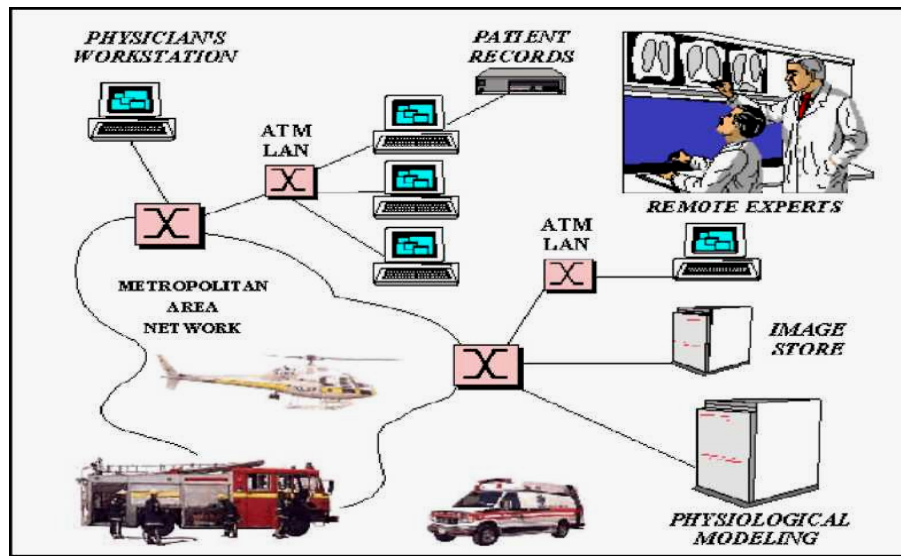 PHYSICIAN'S
WORKSTATION
PATIENT
RECORDS
ATM
LAN
REMOTE EXPERTS
ATM
LAN
METROPOLITAN
AREA
NETWORK
IMAGE
STORE
PHYSIOLOGICAL
MODELING